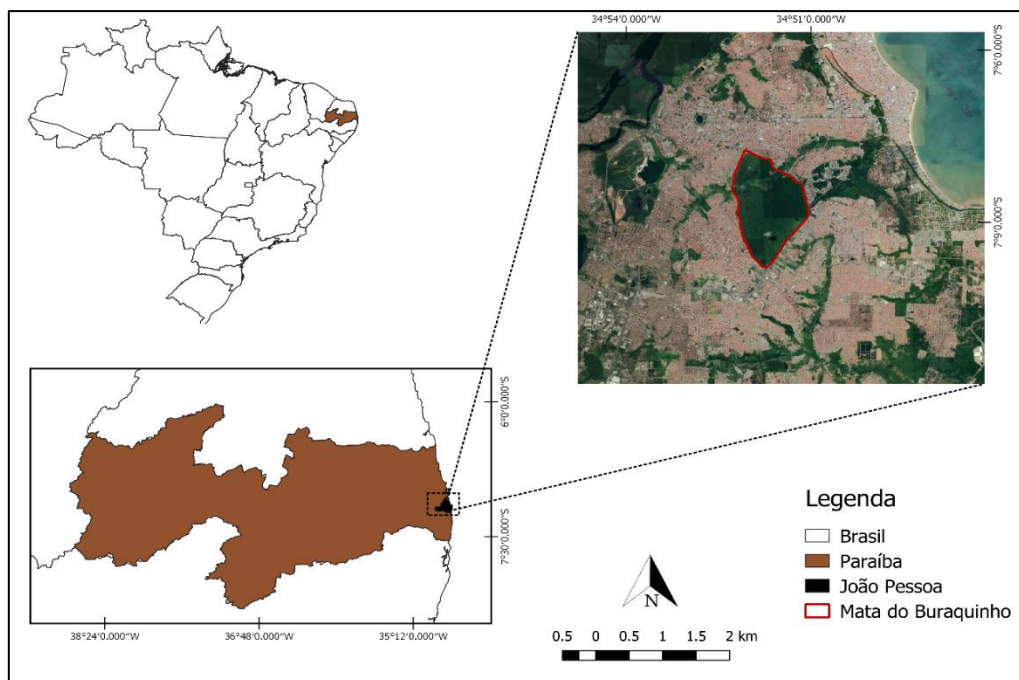 34°54'0.000"W 34°51'0.000"W
7°6'0.000"S
7°9'0.000"S
6°0'0.000"S
7°30'0.000"S
38°24'0.000"W 36°48'0.000"W 35°12'0.000"W
Legenda
Brasil
Paraíba
João Pessoa
Mata do Buraquinho
N
0.5 0 0.5 1 1.5 2 km